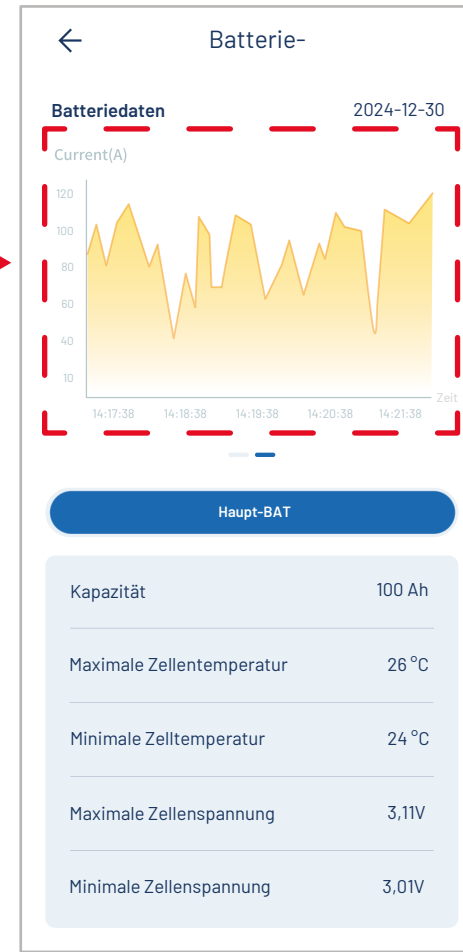 Batterie-
Batteriedaten 2024-12-30
Current(A)
120
100
80
60
40
10
Zeit
14:17:38 14:18:38 14:19:38 14:20:38 14:21:38
Haupt-BAT
Kapazität 100 Ah
Maximale Zellentemperatur 26 °C
Minimale Zelltemperatur 24 °C
Maximale Zellenspannung 3,11V
Minimale Zellenspannung 3,01V